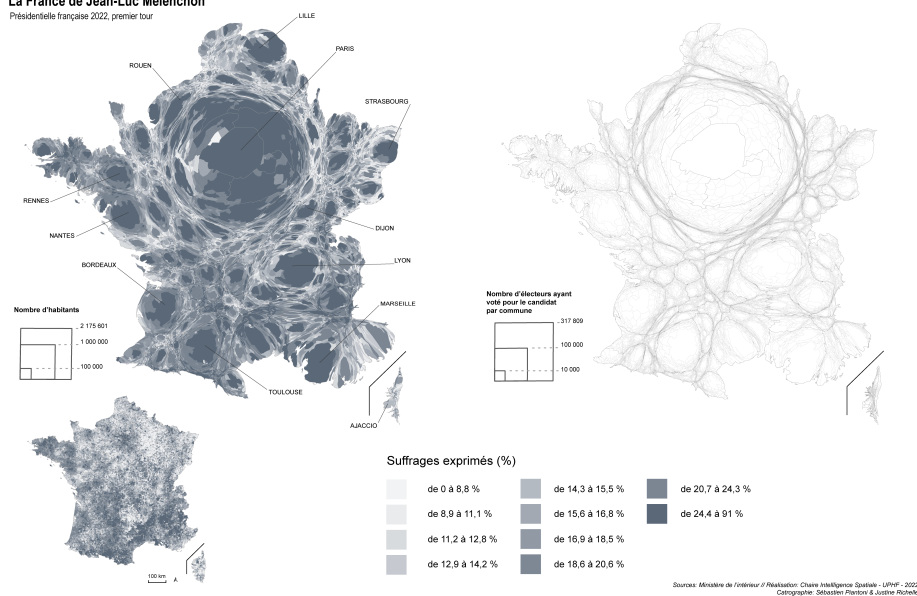 La France de Jean-Luc Mélenchon
Présidentielle française 2022, premier tour
LILLE
PARIS
ROUEN
STRASBOURG
RENNES
NANTES
DIJON
BORDEAUX
LYON
MARSEILLE
TOULOUSE
AJACCIO
Nombre d'habitants
2 175 601
1 000 000
100 000
Nombre d'électeurs ayant
voté pour le candidat
par commune
317 809
100 000
10 000
100 km
Suffrages exprimés (%)
de 0 à 8,8 %
de 8,9 à 11,1 %
de 11,2 à 12,8 %
de 12,9 à 14,2 %
de 14,3 à 15,5 %
de 15,6 à 16,8 %
de 16,9 à 18,5 %
de 18,6 à 20,6 %
de 20,7 à 24,3 %
de 24,4 à 91 %
Sources: Ministère de l'intérieur // Réalisation: Chaire Intelligence Spatiale - UPHF - 2022
Catrographie: Sébastien Plantoni & Justine Richelle